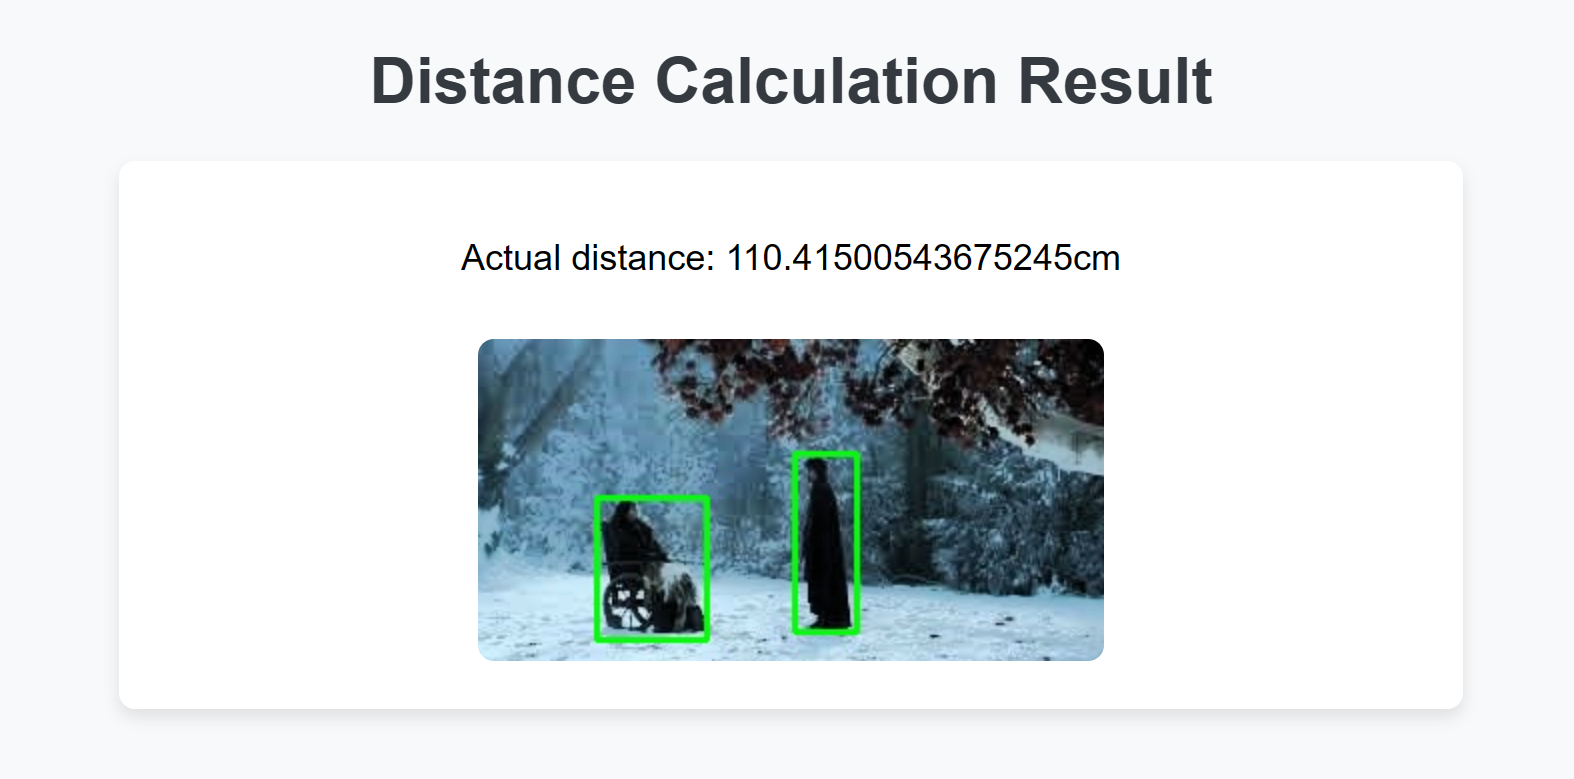 Distance Calculation Result
Actual distance: 110.41500543675245cm